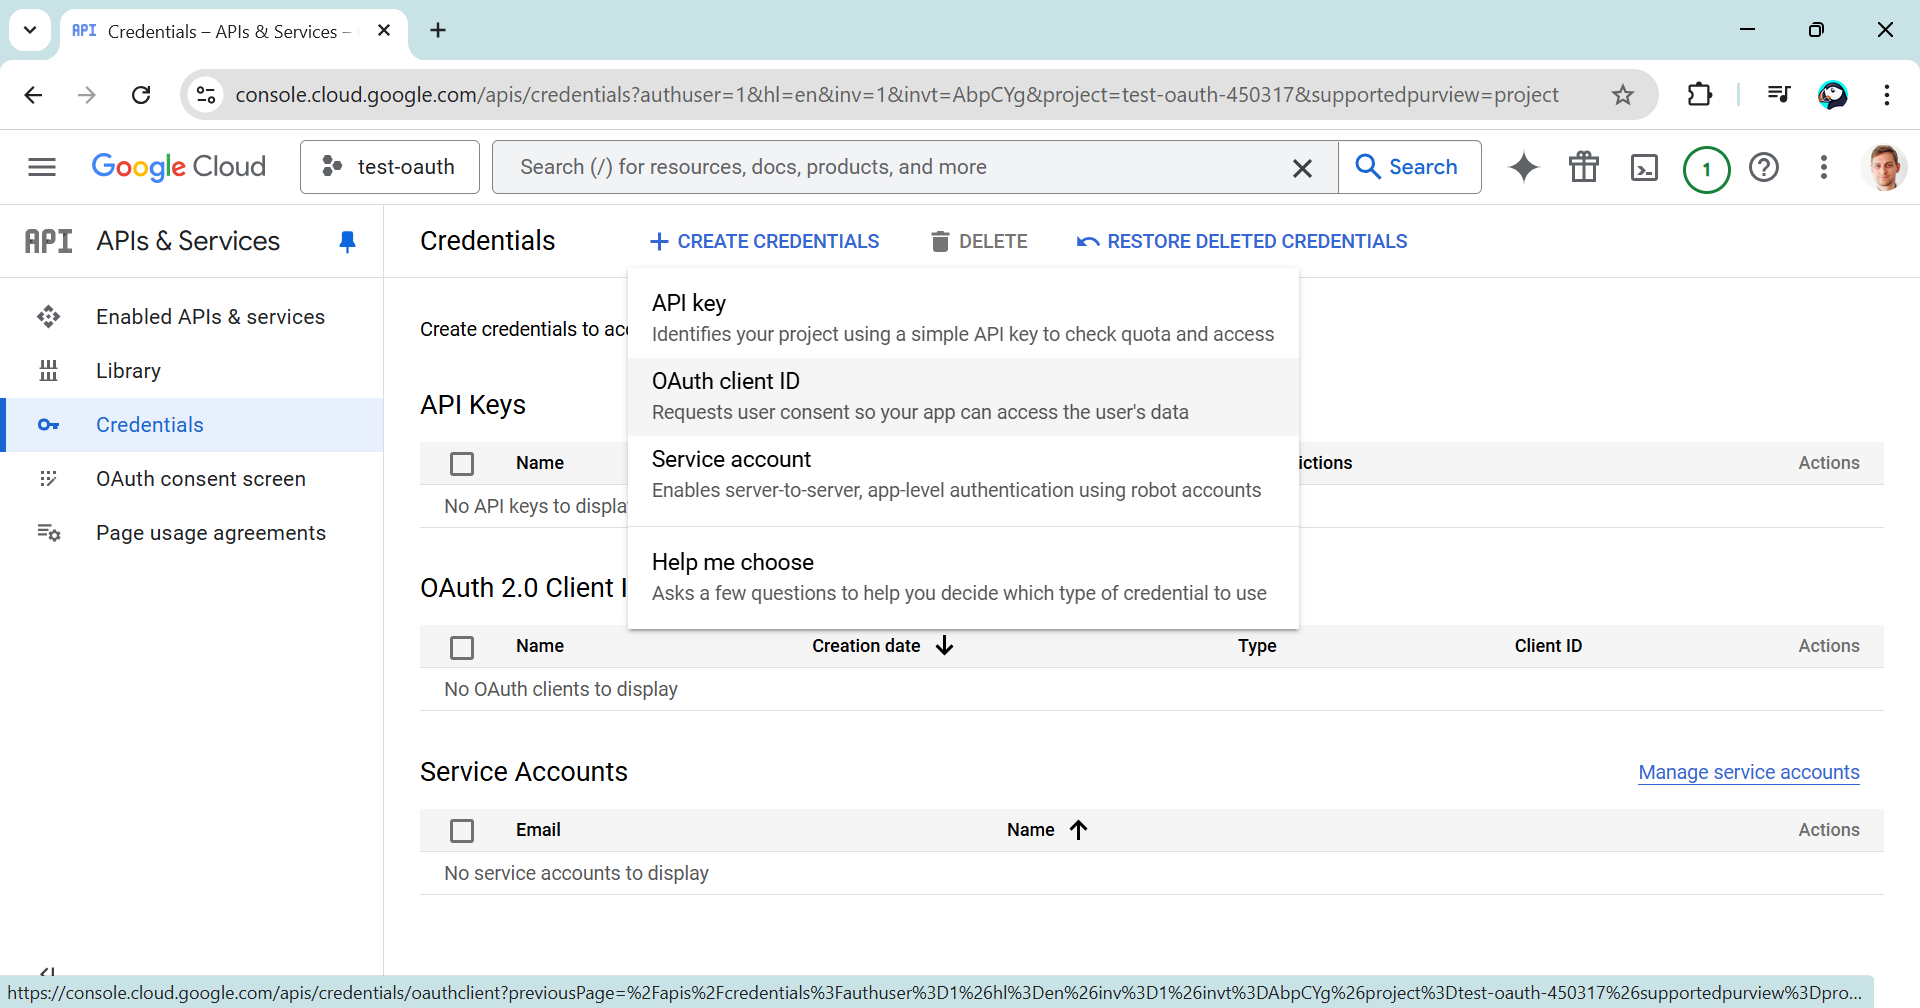 API Credentials – APIs & Services –
console.cloud.google.com/apis/credentials?authuser=1&hl=en&inv=1&invt=AbpCYg&project=test-oauth-450317&supportedpurview=project
Google Cloud
test-oauth
Search (/) for resources, docs, products, and more
Search
1
API APIs & Services
Credentials
CREATE CREDENTIALS
DELETE
RESTORE DELETED CREDENTIALS
Enabled APIs & services
Library
Credentials
OAuth consent screen
Page usage agreements
Create credentials to acc
API key
Identifies your project using a simple API key to check quota and access
OAuth client ID
Requests user consent so your app can access the user's data
Service account
Enables server-to-server, app-level authentication using robot accounts
Help me choose
Asks a few questions to help you decide which type of credential to use
API Keys
Name ictions Actions
No API keys to displa
OAuth 2.0 Client I
Name Creation date Type Client ID Actions
No OAuth clients to display
Service Accounts
Manage service accounts
Email Name Actions
No service accounts to display
https://console.cloud.google.com/apis/credentials/oauthclient?previousPage=%2Fapis%2Fcredentials%3Fauthuser%3D1%26hl%3Den%26inv%3D1%26invt%3DAbpCYg%26project%3Dtest-oauth-450317%26supportedpurview%3Dpro...